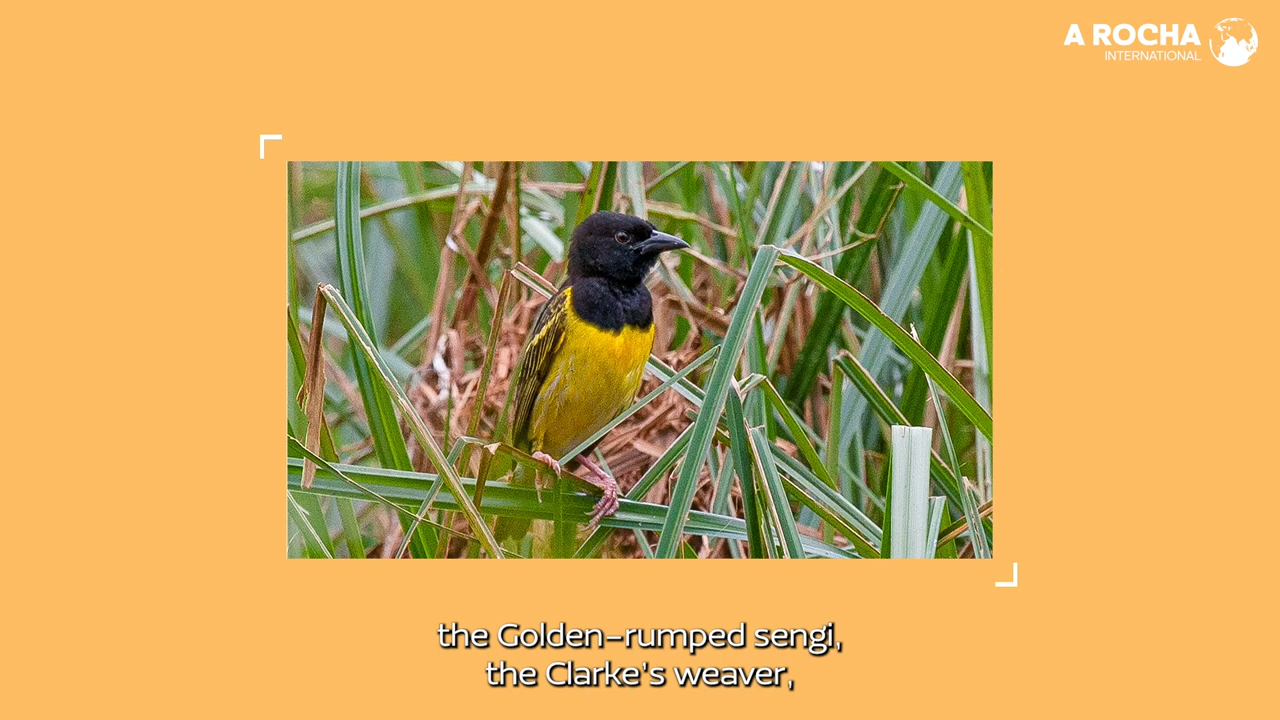 A ROCHA
INTERNATIONAL
the Golden-rumped sengi,
the Clarke's weaver,